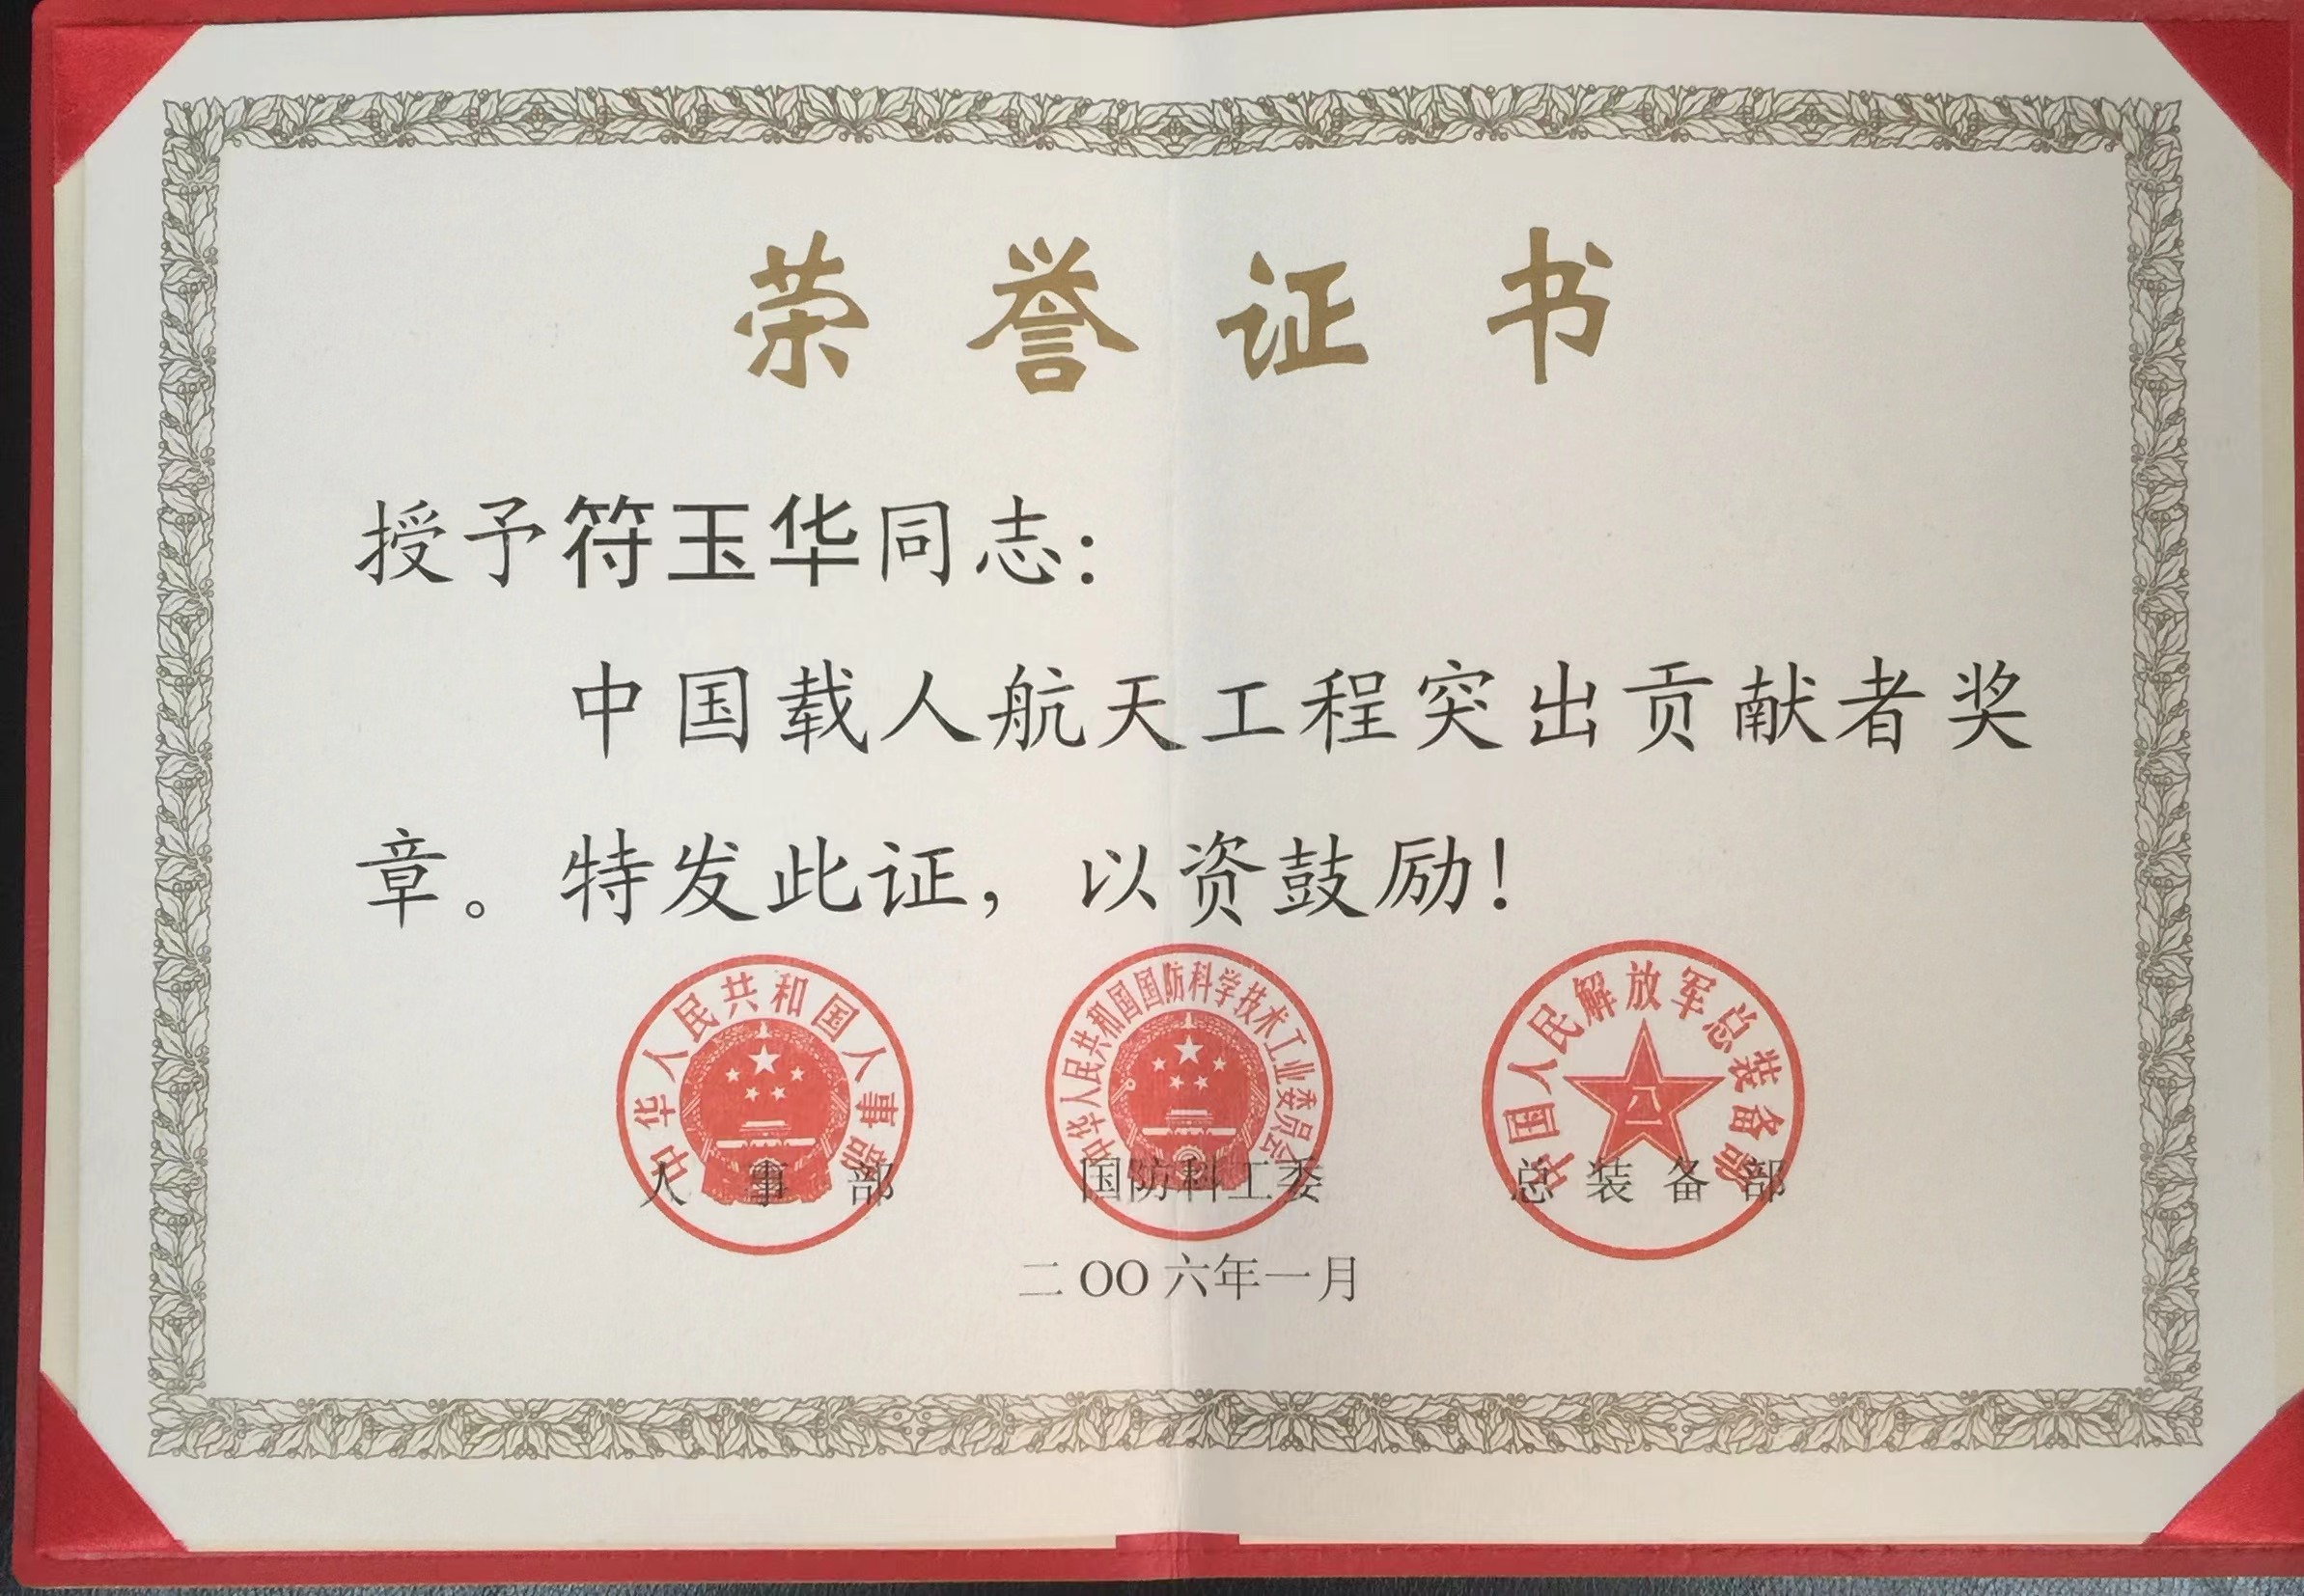 荣誉证书
授予符玉华同志：
中国载人航天工程突出贡献者奖
章。特发此证，以资鼓励！
中华人民共和国人事部
中华人民共和国国防科学技术工业委员会
中国人民解放军总装备部
八一
人事部 国防科工委 总装备部
二OO六年一月